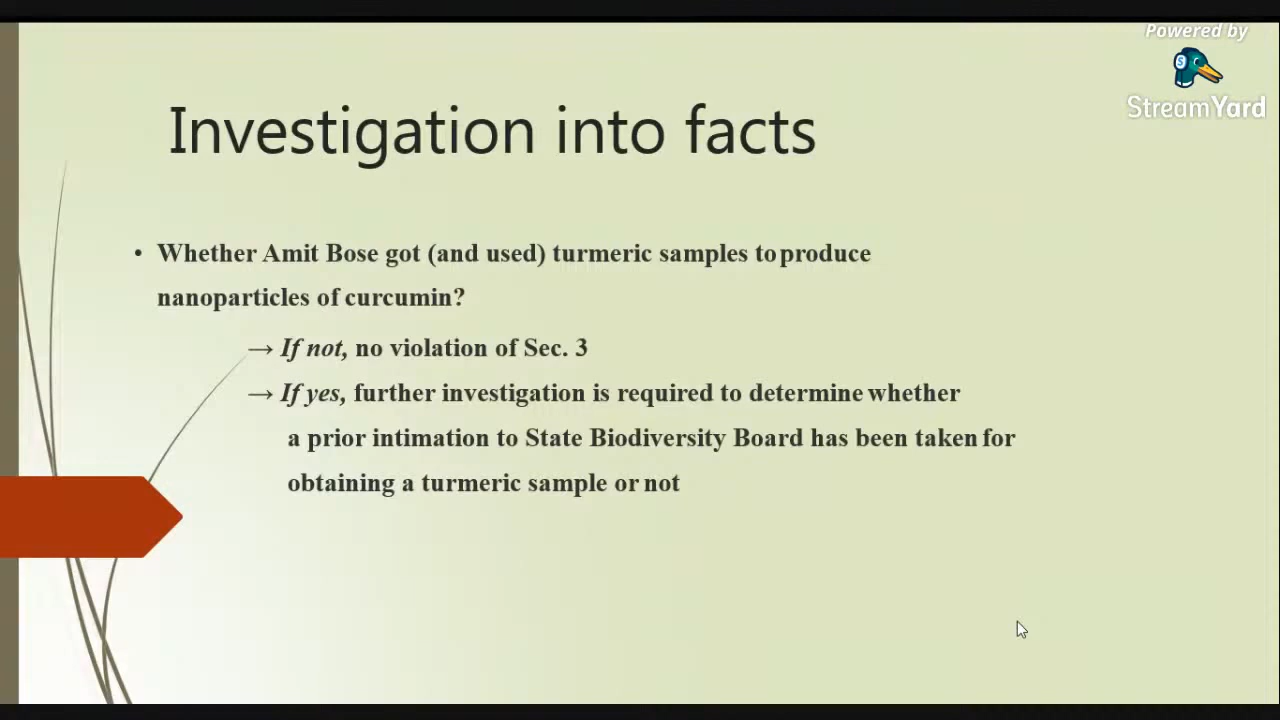 Powered by
StreamYard
Investigation into facts
• Whether Amit Bose got (and used) turmeric samples to produce
nanoparticles of curcumin?
→ If not, no violation of Sec. 3
→ If yes, further investigation is required to determine whether
a prior intimation to State Biodiversity Board has been taken for
obtaining a turmeric sample or not